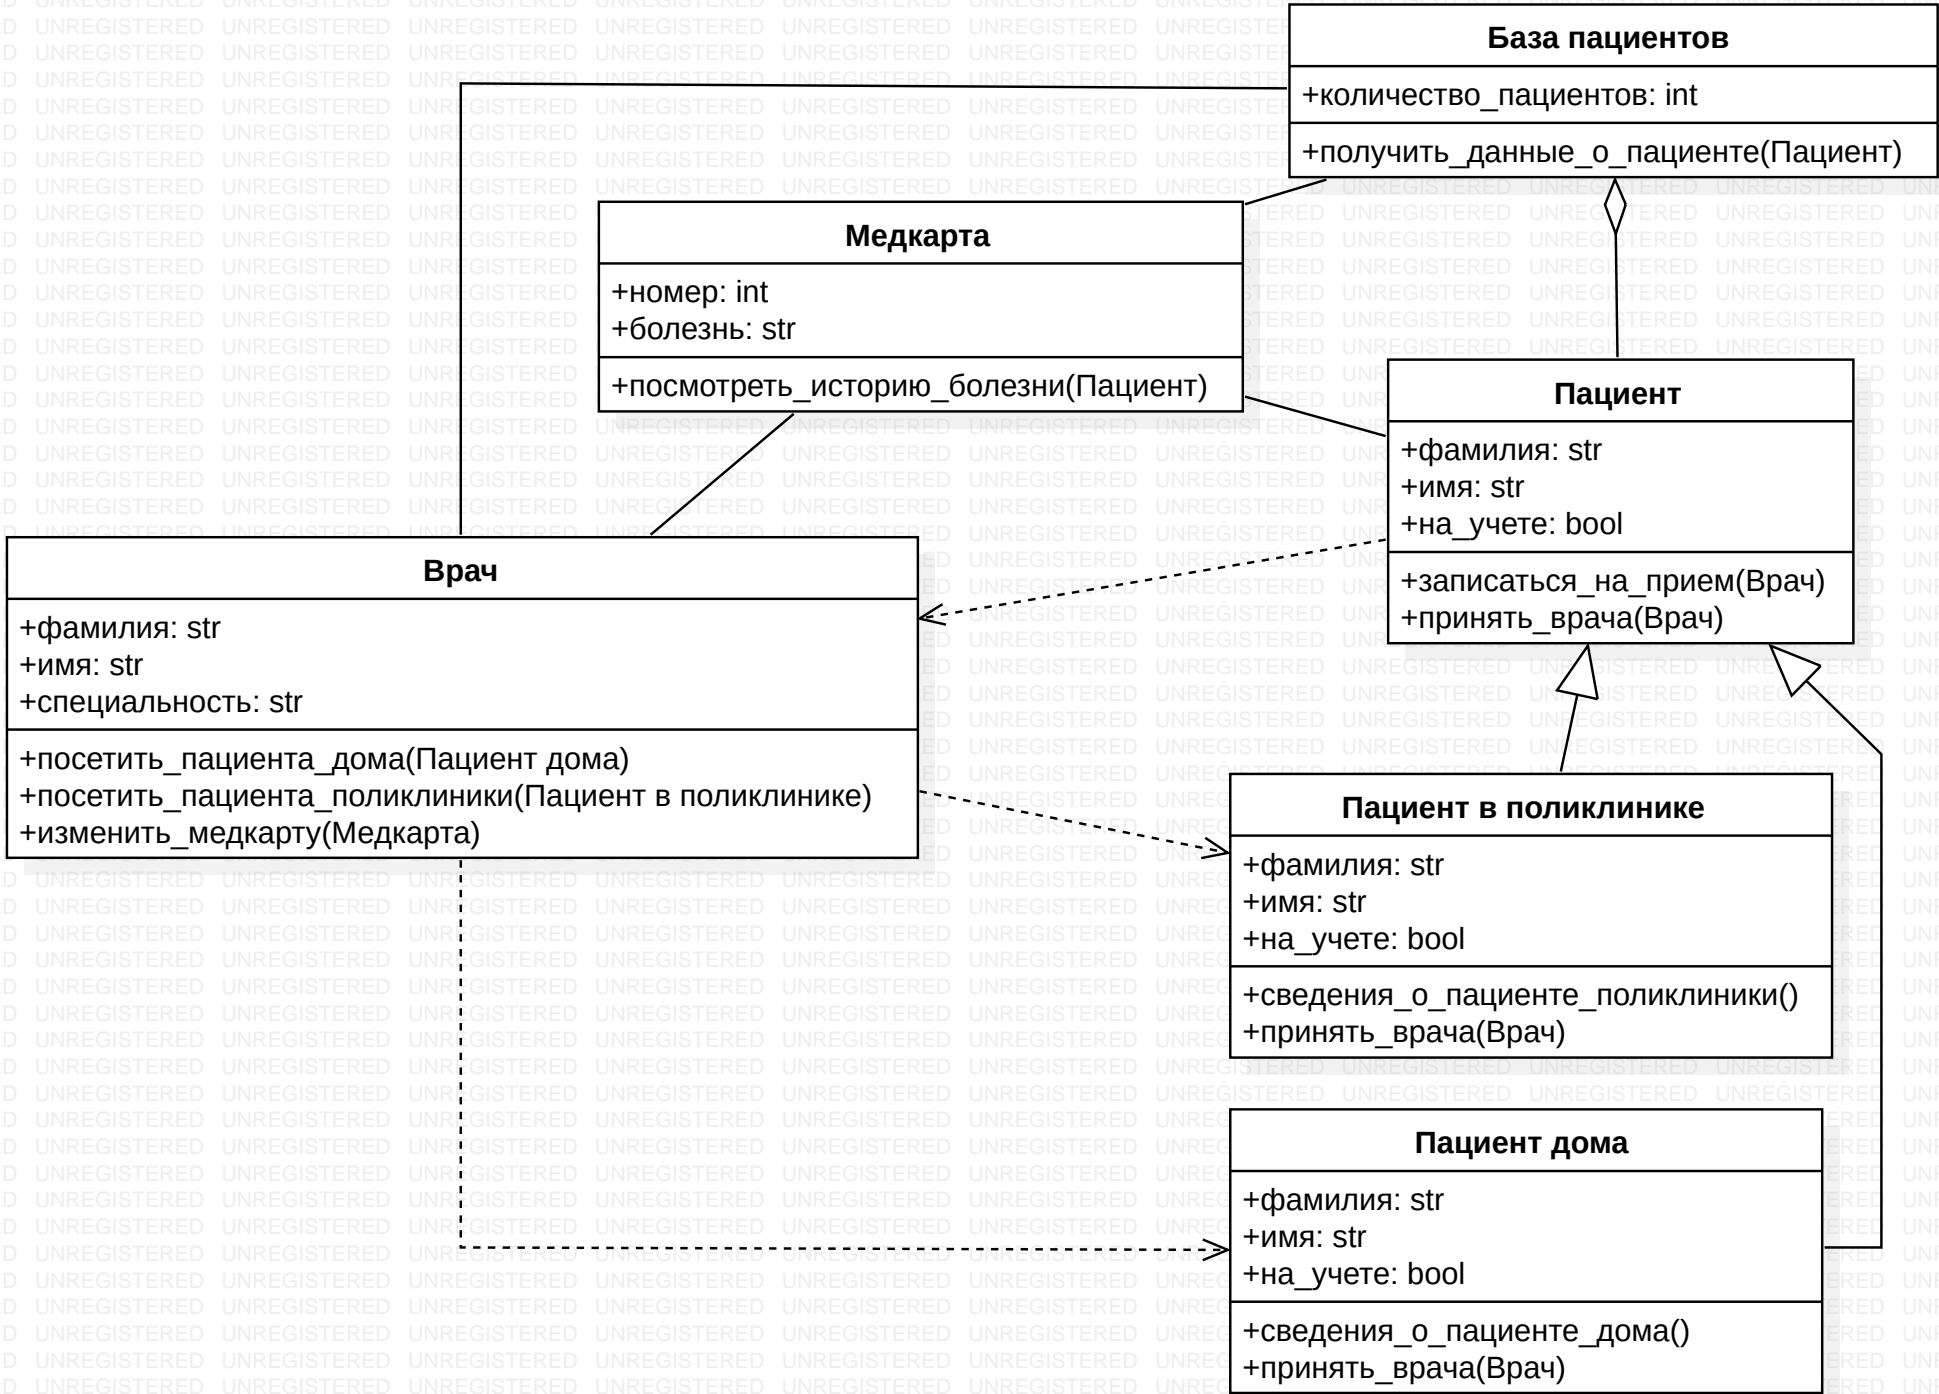 База пациентов
+количество_пациентов: int
+получить_данные_о_пациенте(Пациент)
Медкарта
+номер: int
+болезнь: str
+посмотреть_историю_болезни(Пациент)
Пациент
+фамилия: str
+имя: str
+на_учете: bool
+записаться_на_прием(Врач)
+принять_врача(Врач)
Врач
+фамилия: str
+имя: str
+специальность: str
+посетить_пациента_дома(Пациент дома)
+посетить_пациента_поликлиники(Пациент в поликлинике)
+изменить_медкарту(Медкарта)
Пациент в поликлинике
+фамилия: str
+имя: str
+на_учете: bool
+сведения_о_пациенте_поликлиники()
+принять_врача(Врач)
Пациент дома
+фамилия: str
+имя: str
+на_учете: bool
+сведения_о_пациенте_дома()
+принять_врача(Врач)
UNREGISTERED